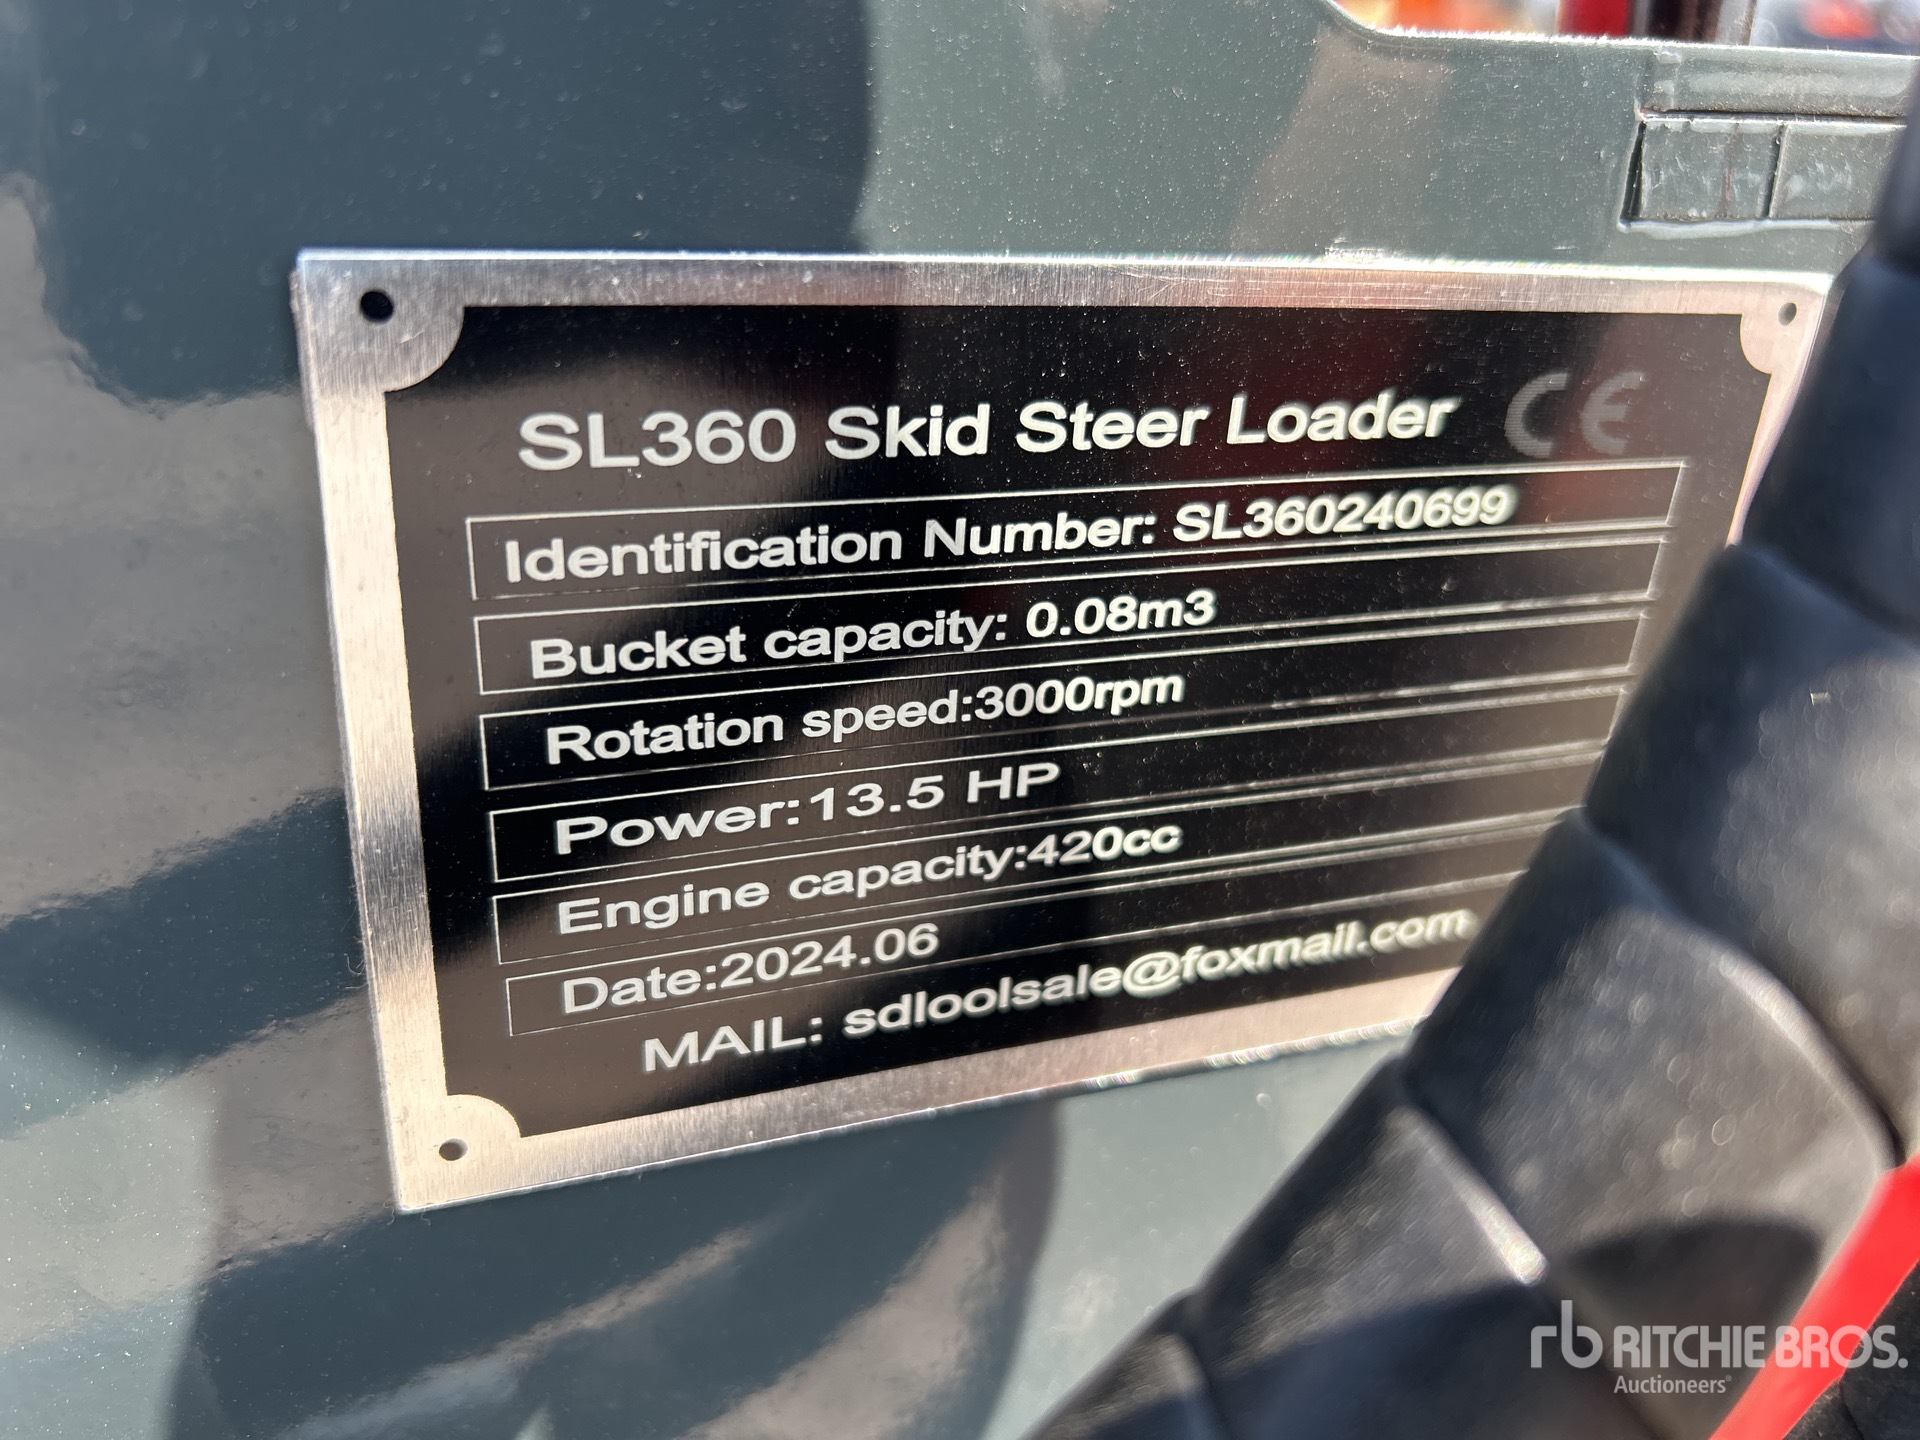 SL360 Skid Steer Loader CE
Identification Number: SL360240699
Bucket capacity: 0.08m3
Rotation speed:3000rpm
Power:13.5 HP
Engine capacity:420cc
Date:2024.06
MAIL: sdloolsale@foxmail.com
rb RITCHIE BROS.
Auctioneers